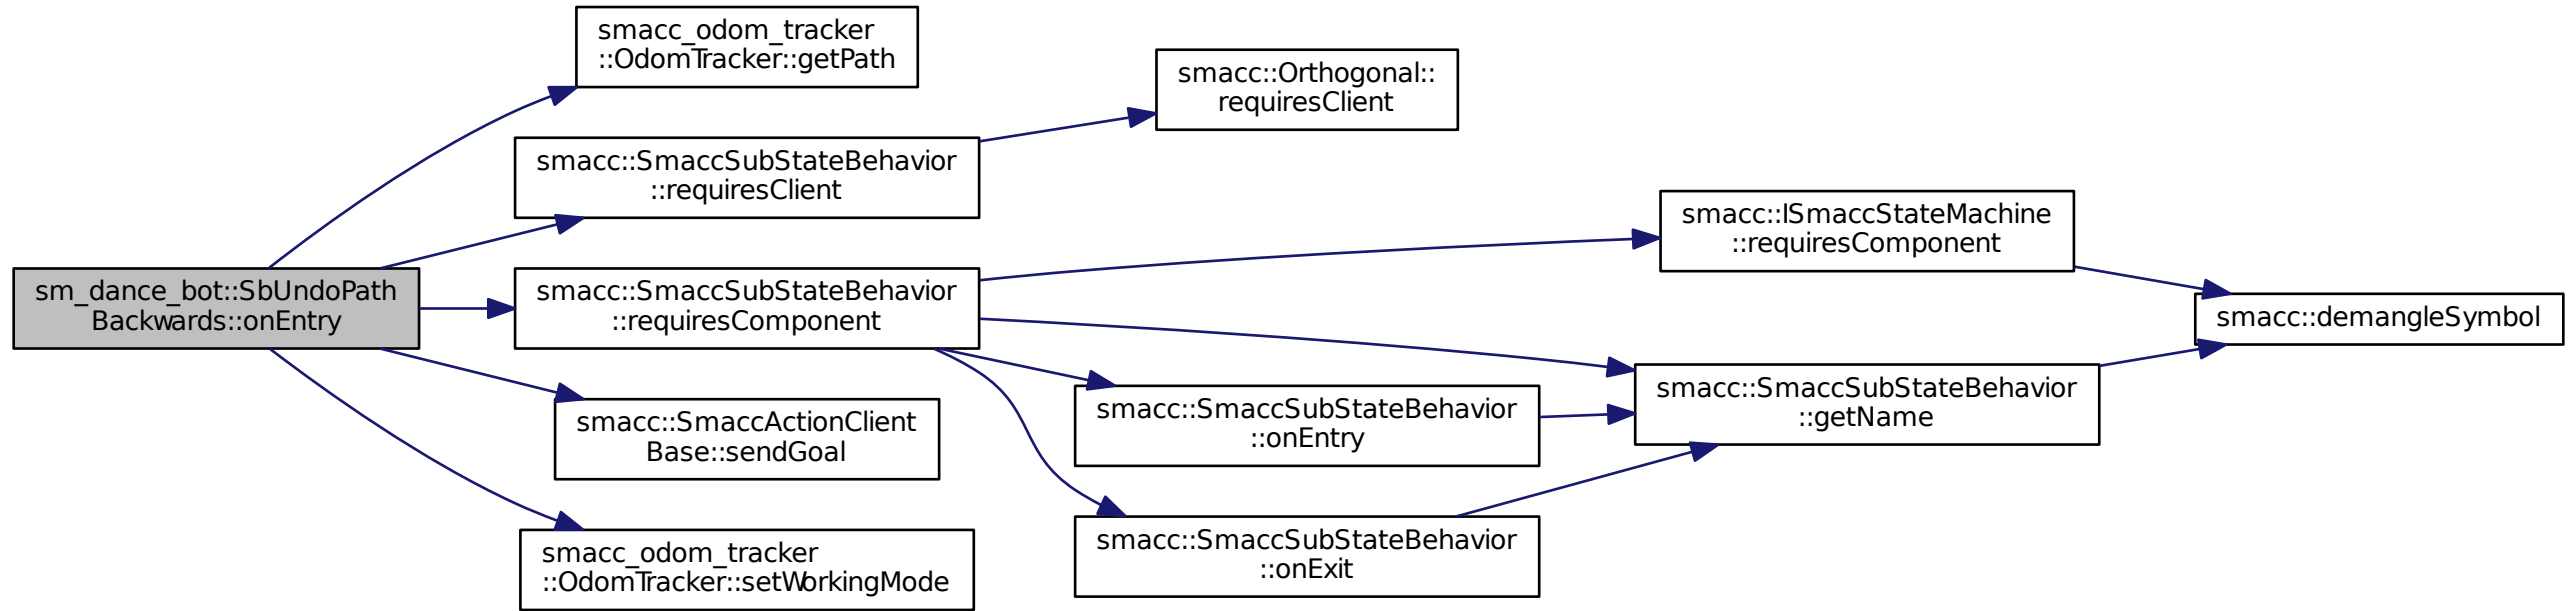 sm_dance_bot::SbUndoPath
Backwards::onEntry
smacc_odom_tracker
::OdomTracker::getPath
smacc::SmaccSubStateBehavior
::requiresClient
smacc::SmaccSubStateBehavior
::requiresComponent
smacc::SmaccActionClient
Base::sendGoal
smacc_odom_tracker
::OdomTracker::setWorkingMode
smacc::Orthogonal::
requiresClient
smacc::SmaccSubStateBehavior
::onEntry
smacc::SmaccSubStateBehavior
::onExit
smacc::ISmaccStateMachine
::requiresComponent
smacc::SmaccSubStateBehavior
::getName
smacc::demangleSymbol